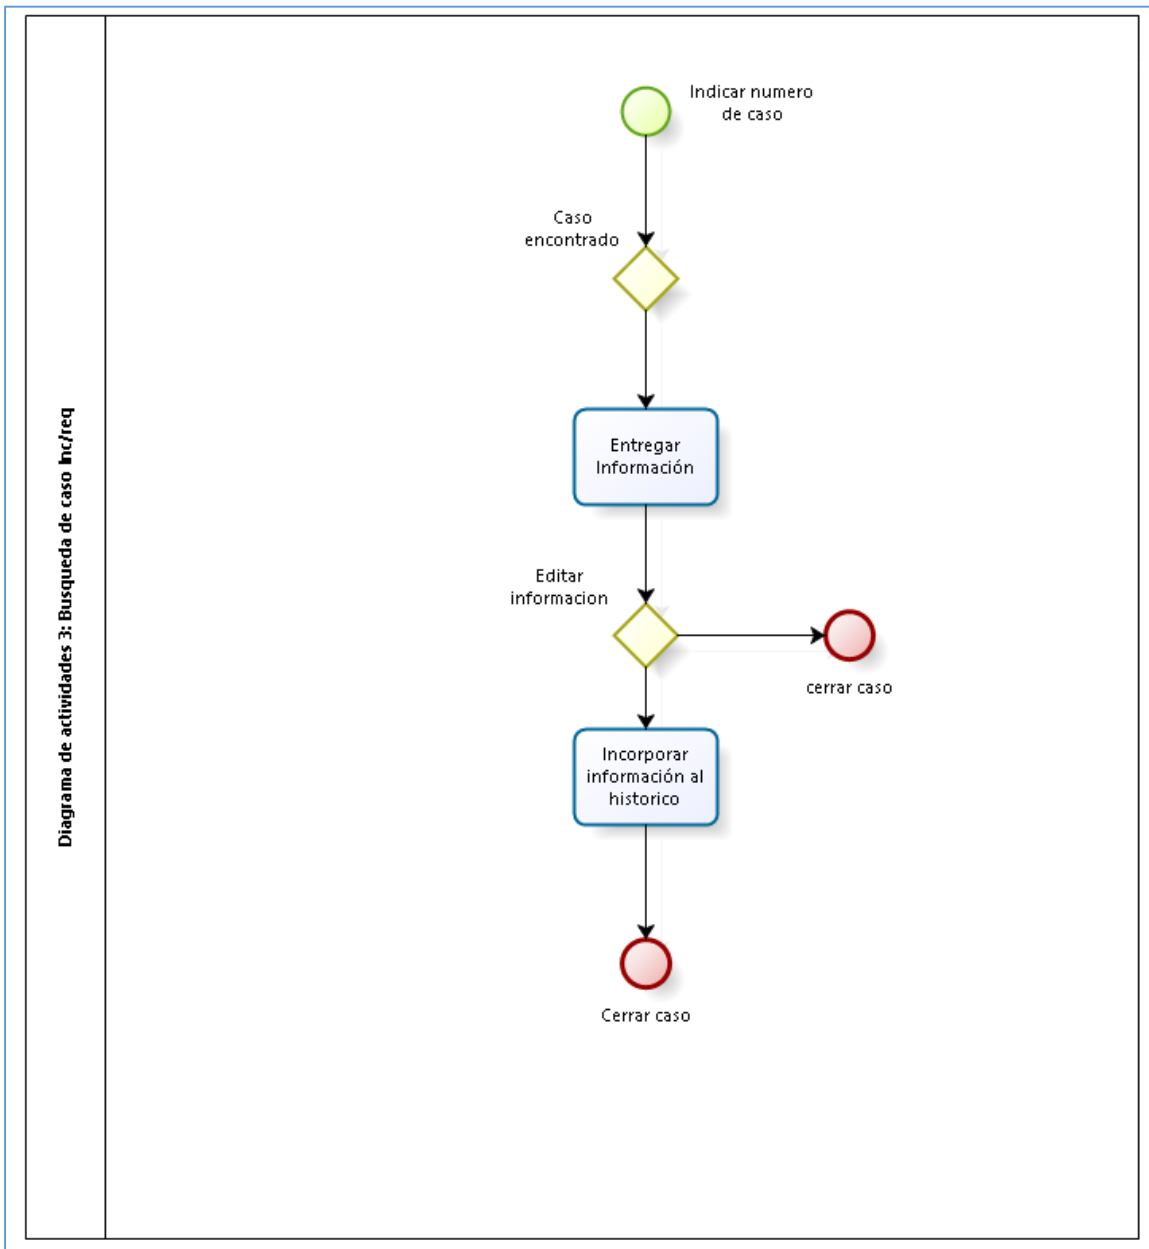 Diagrama de actividades 3: Busqueda de caso Inc/req
Indicar numero
de caso
Caso
encontrado
Entregar
Información
Editar
informacion
cerrar caso
Incorporar
información al
historico
Cerrar caso